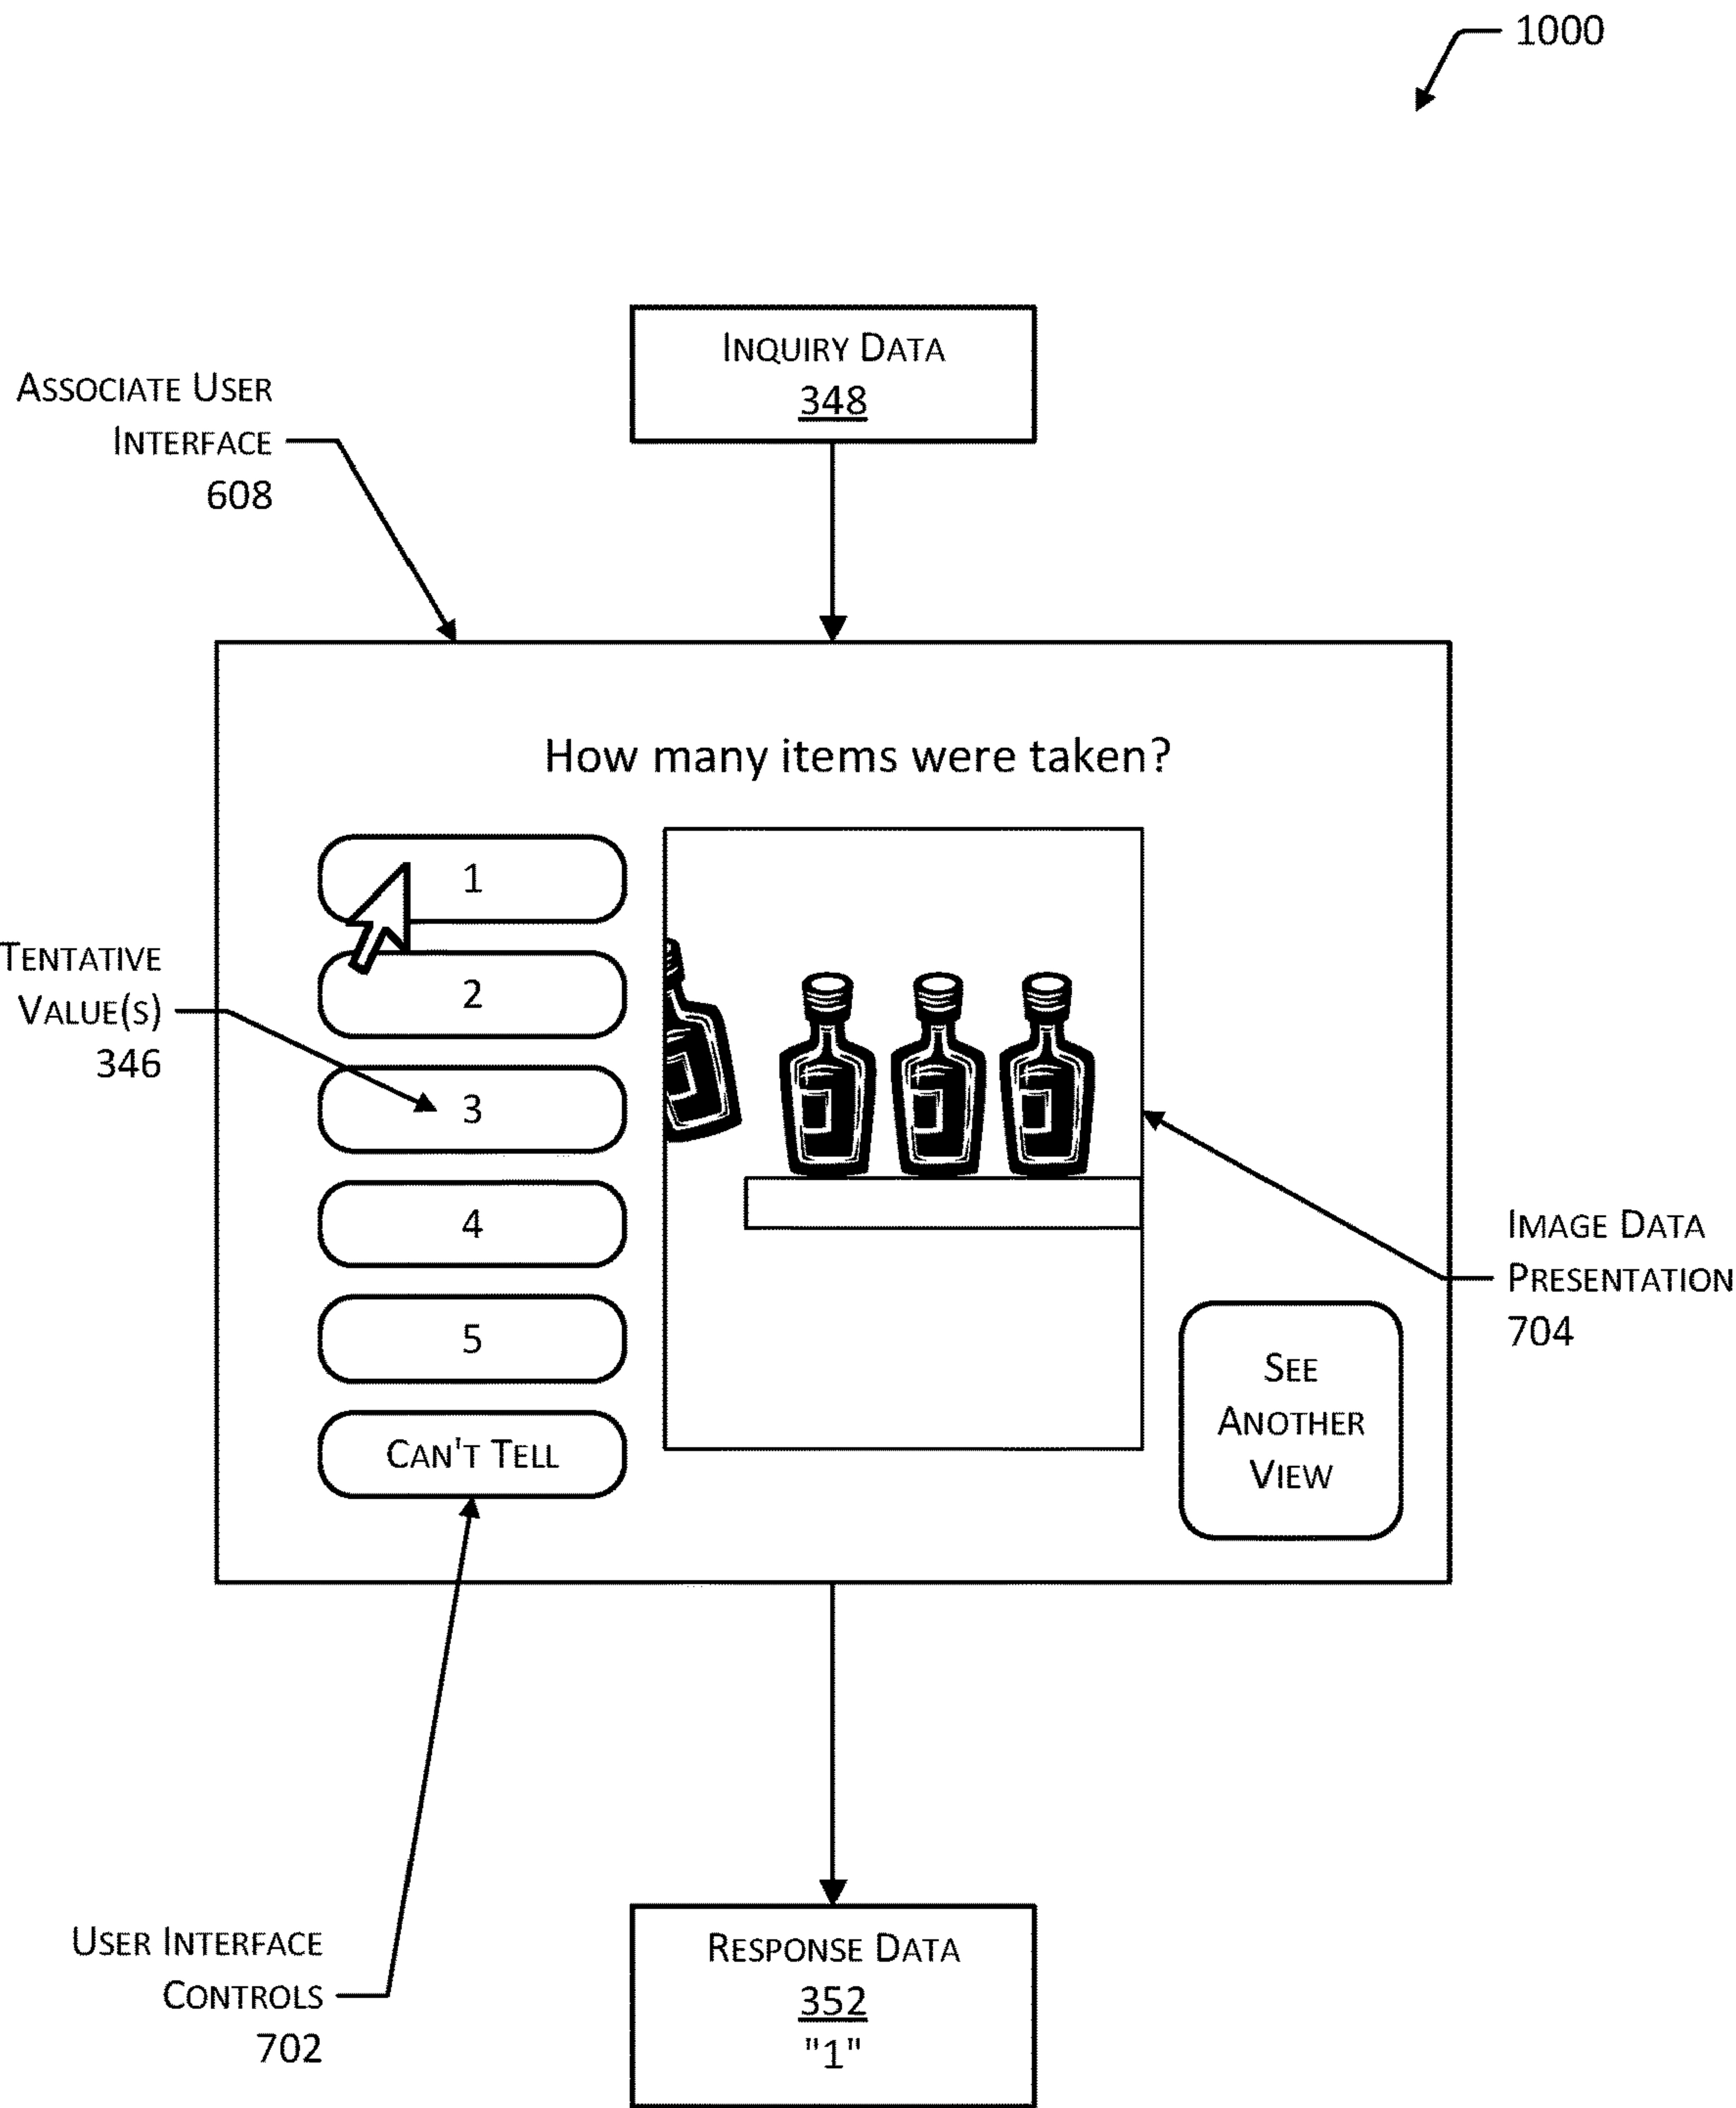 1000
INQUIRY DATA
348
ASSOCIATE USER
INTERFACE
608
How many items were taken?
1
2
3
4
5
CAN'T TELL
TENTATIVE
VALUE(S)
346
IMAGE DATA
PRESENTATION
704
SEE
ANOTHER
VIEW
USER INTERFACE
CONTROLS
702
RESPONSE DATA
352
"1"